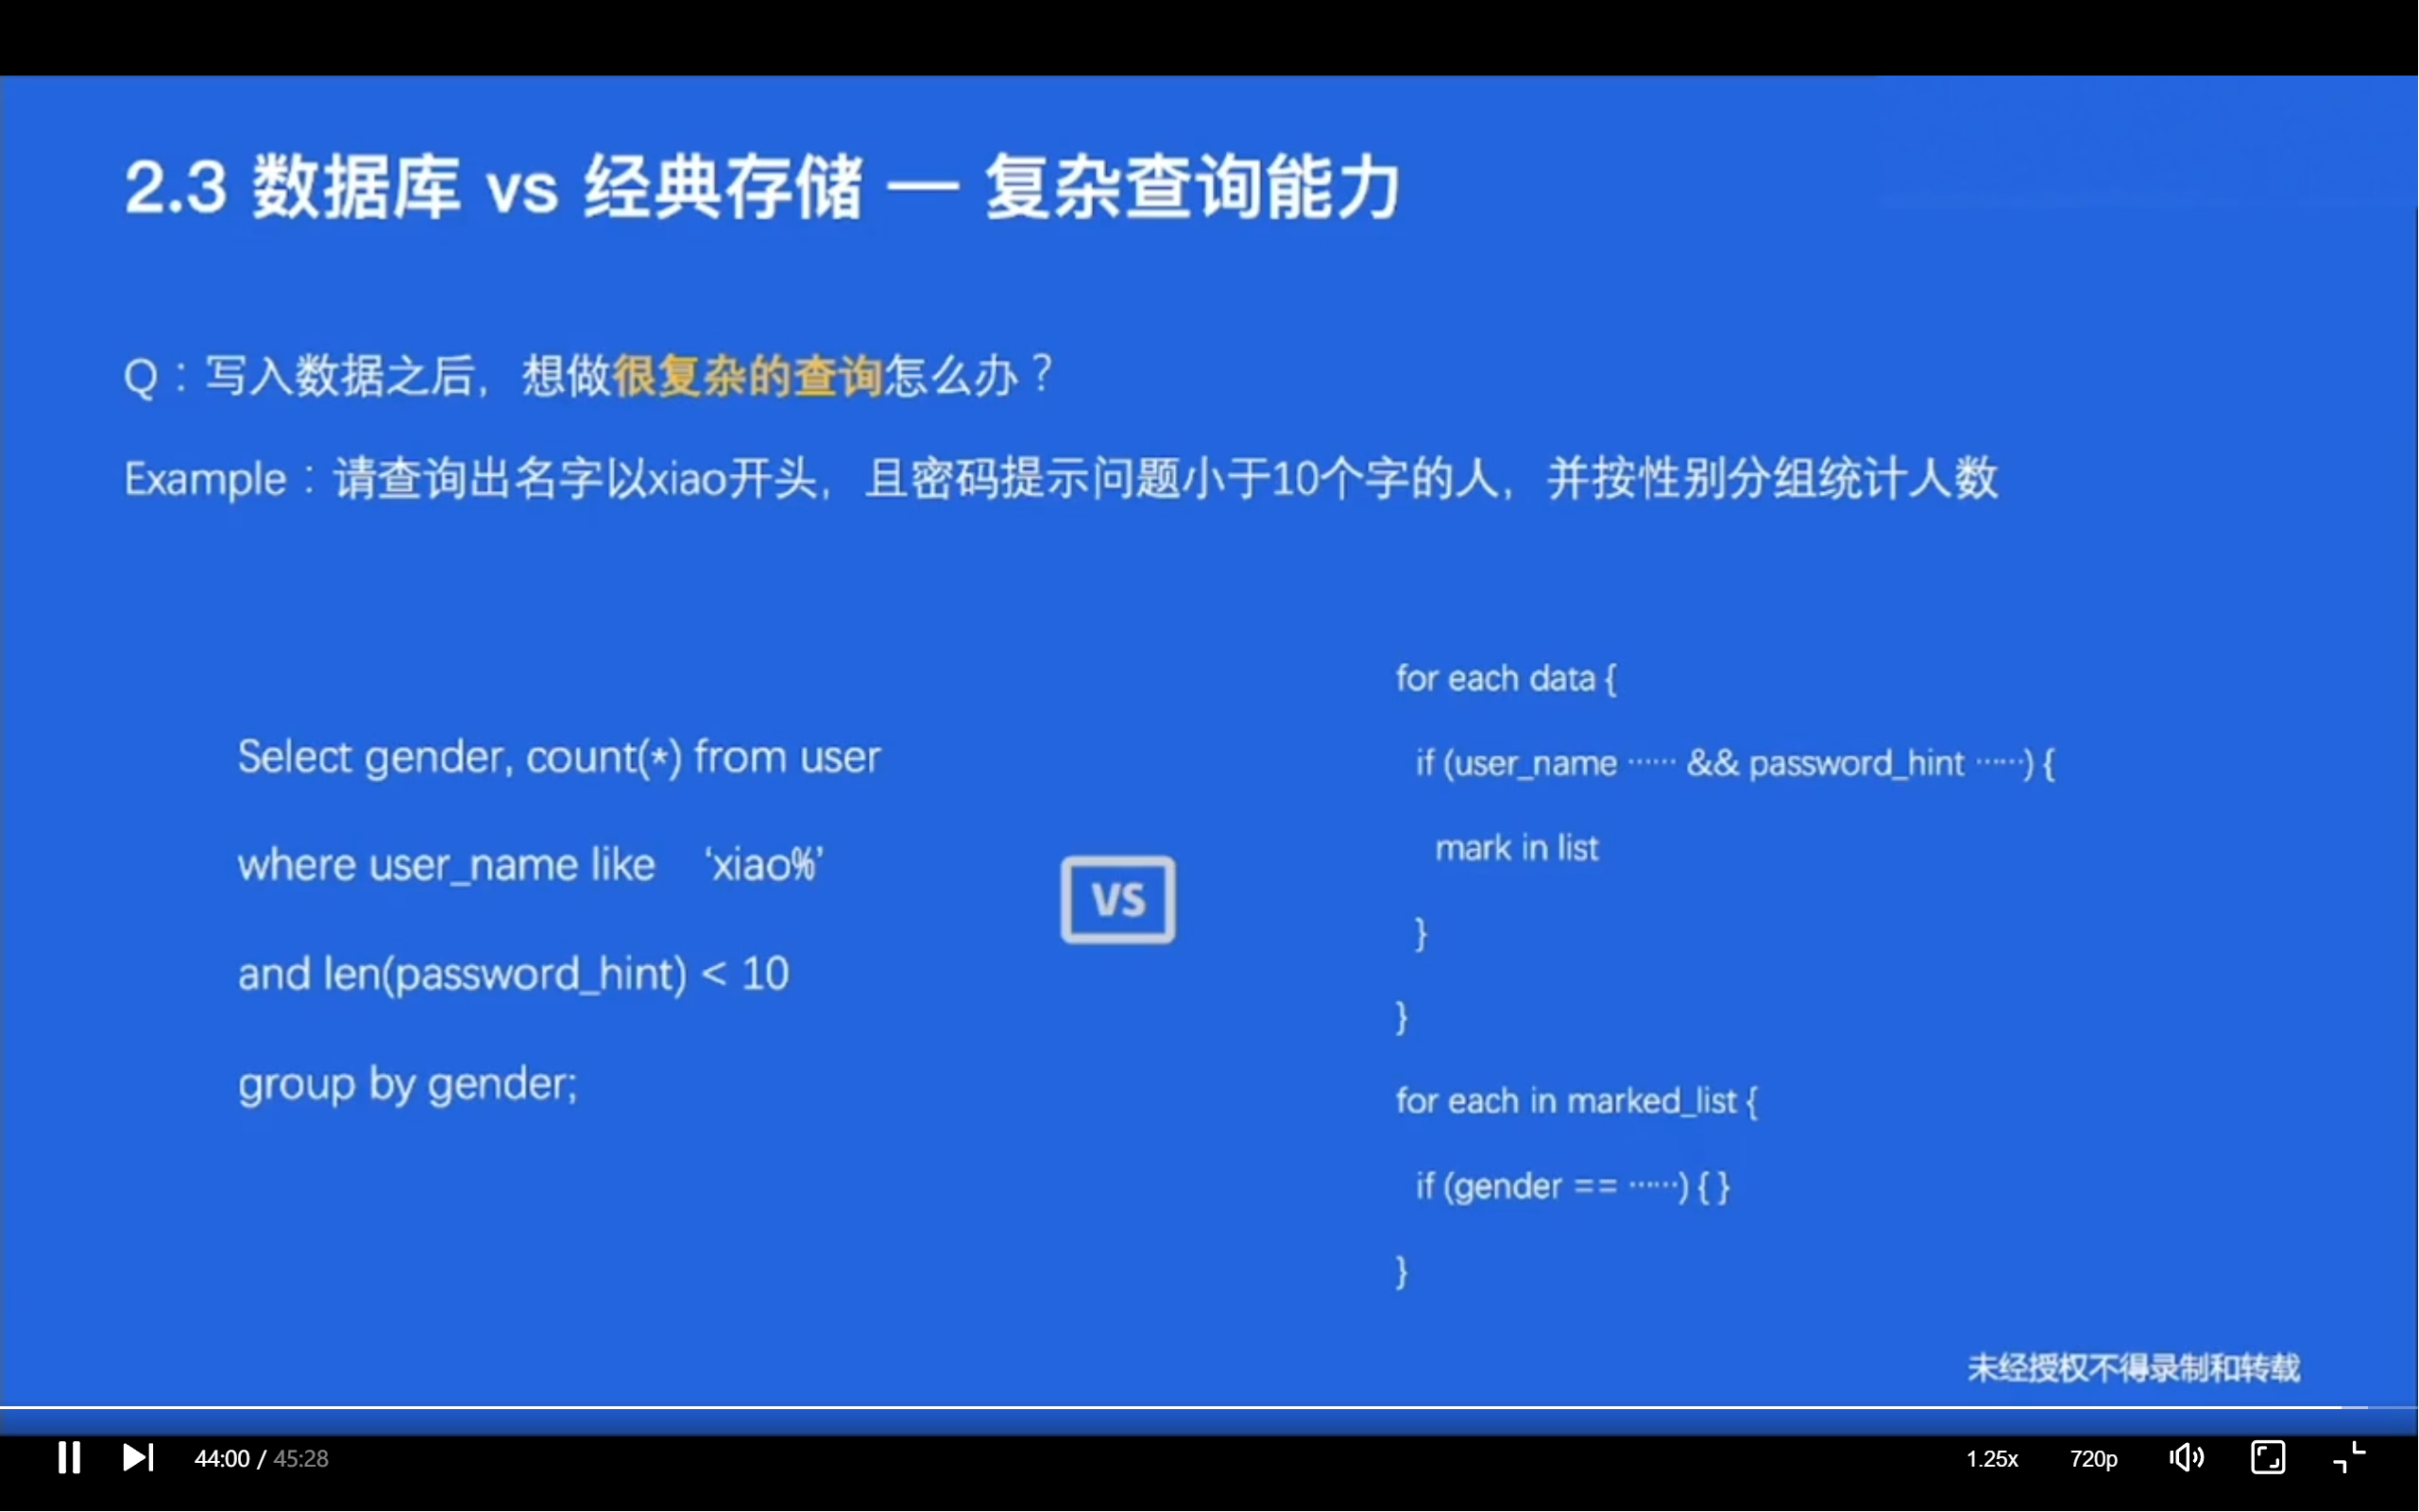 2.3 数据库 vs 经典存储 — 复杂查询能力
Q：写入数据之后，想做很复杂的查询怎么办？
Example：请查询出名字以xiao开头，且密码提示问题小于10个字的人，并按性别分组统计人数
Select gender, count(*) from user
where user_name like ‘xiao%’
and len(password_hint) < 10
group by gender;
VS
for each data {
if (user_name ······ && password_hint ······) {
mark in list
}
}
for each in marked_list {
if (gender == ······) { }
}
未经授权不得录制和转载
44:00 / 45:28
1.25x
720p